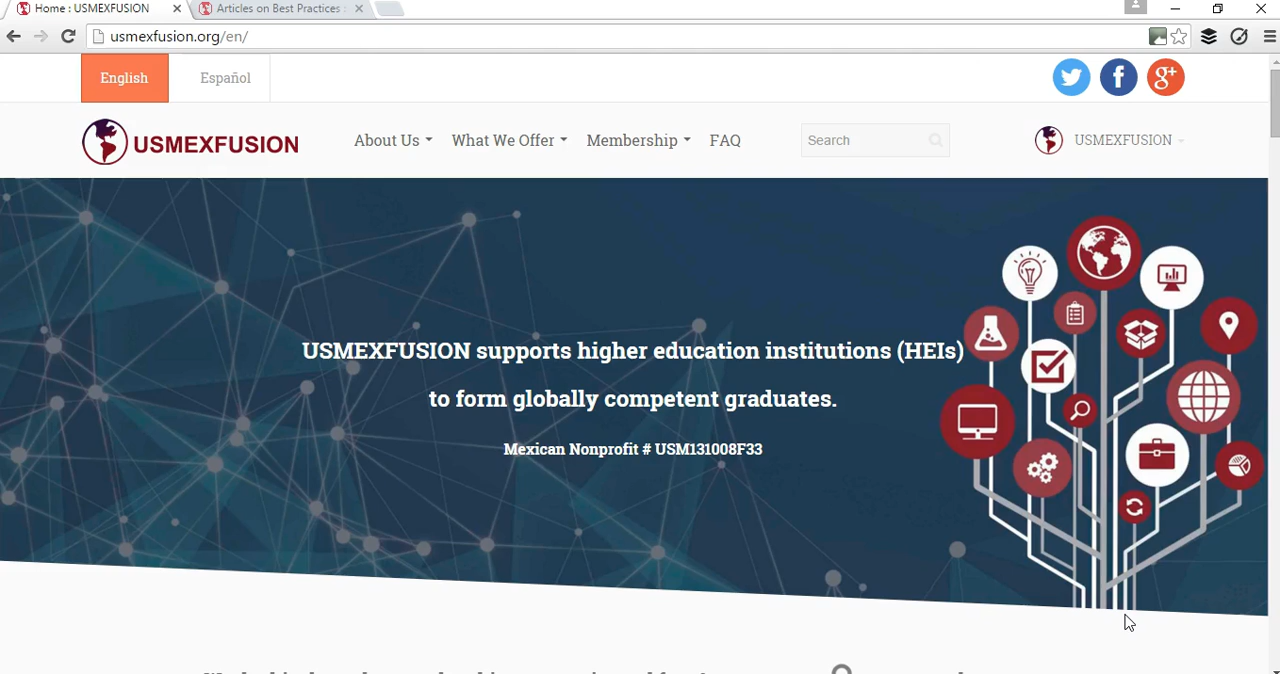 Home : USMEXFUSION
Articles on Best Practices :
usmexfusion.org/en/
English
Español
USMEXFUSION
About Us
What We Offer
Membership
FAQ
Search
USMEXFUSION
USMEXFUSION supports higher education institutions (HEIs)
to form globally competent graduates.
Mexican Nonprofit # USM131008F33